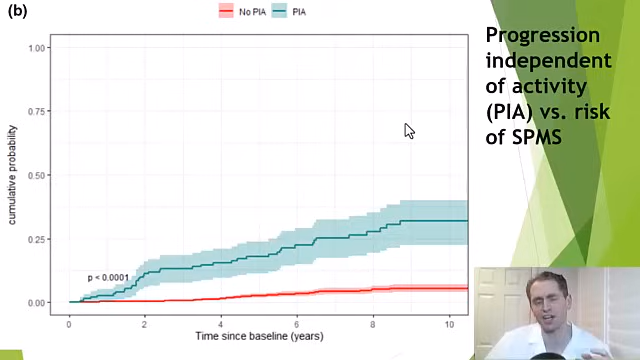 (b)
No PIA
PIA
1.00
0.75
0.50
0.25
0.00
cumulative probability
p < 0.0001
0
2
4
6
8
10
Time since baseline (years)
Progression
independent
of activity
(PIA) vs. risk
of SPMS